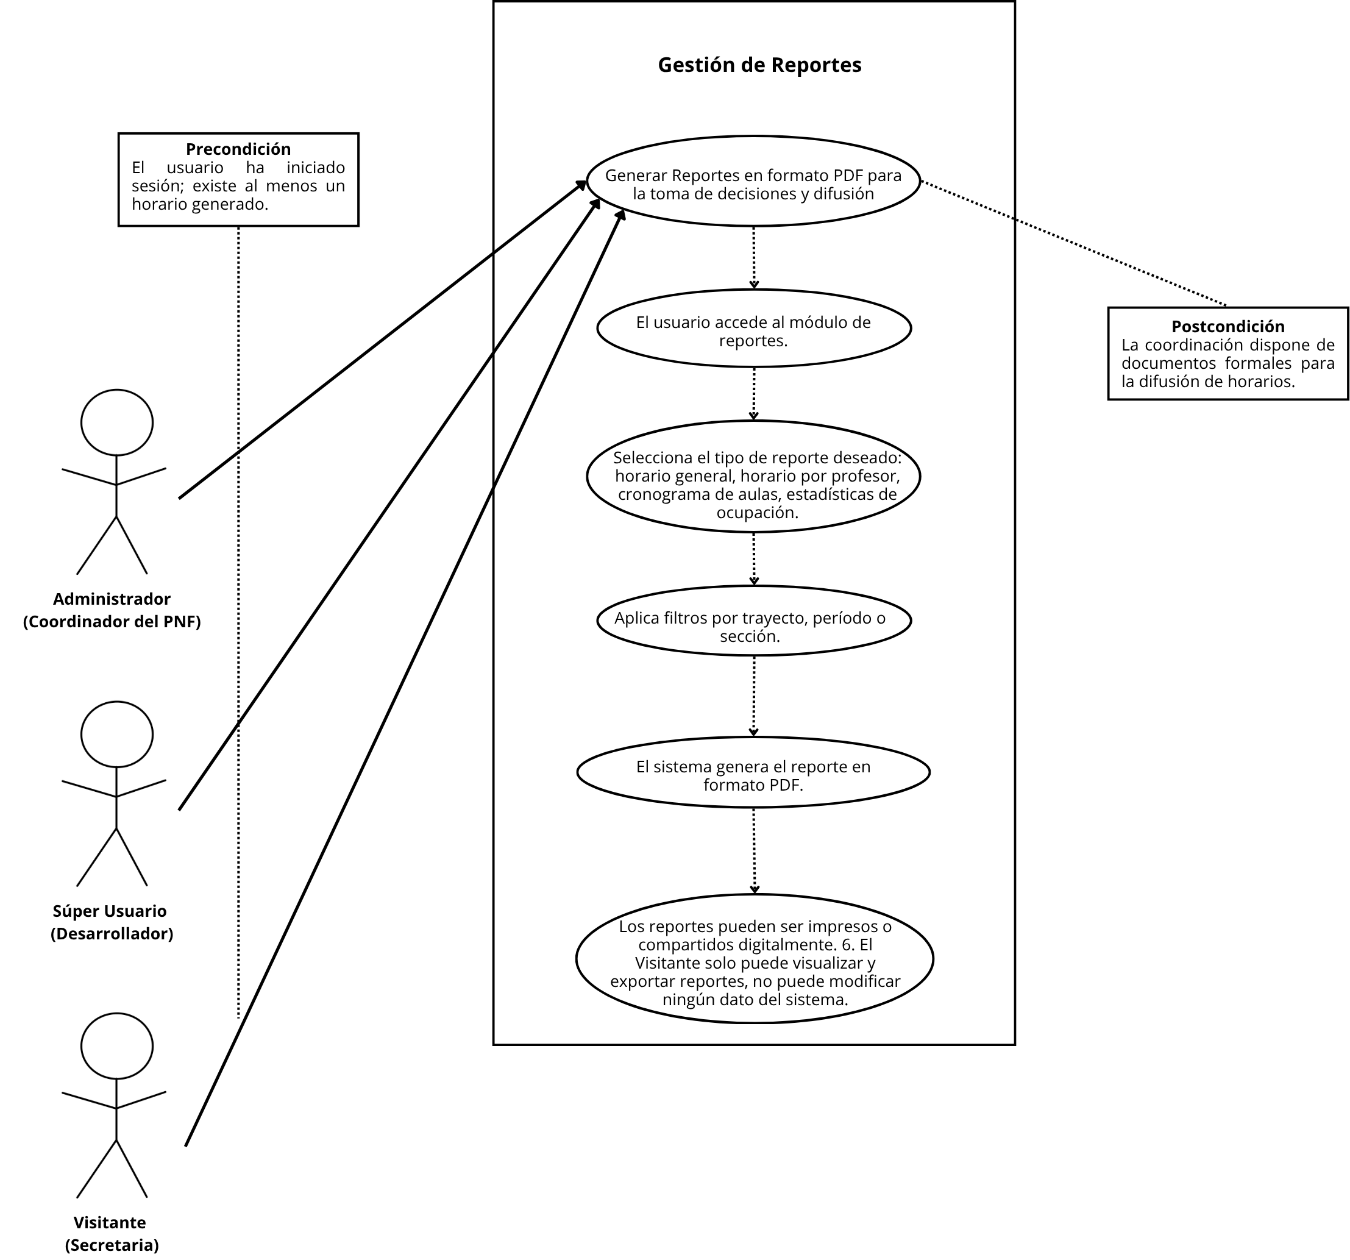 Gestión de Reportes
Precondición
El usuario ha iniciado
sesión; existe al menos un
horario generado.
Generar Reportes en formato PDF para
la toma de decisiones y difusión
El usuario accede al módulo de
reportes.
Postcondición
La coordinación dispone de
documentos formales para
la difusión de horarios.
Selecciona el tipo de reporte deseado:
horario general, horario por profesor,
cronograma de aulas, estadísticas de
ocupación.
Administrador
(Coordinador del PNF)
Aplica filtros por trayecto, período o
sección.
El sistema genera el reporte en
formato PDF.
Súper Usuario
(Desarrollador)
Los reportes pueden ser impresos o
compartidos digitalmente. 6. El
Visitante solo puede visualizar y
exportar reportes, no puede modificar
ningún dato del sistema.
Visitante
(Secretaria)